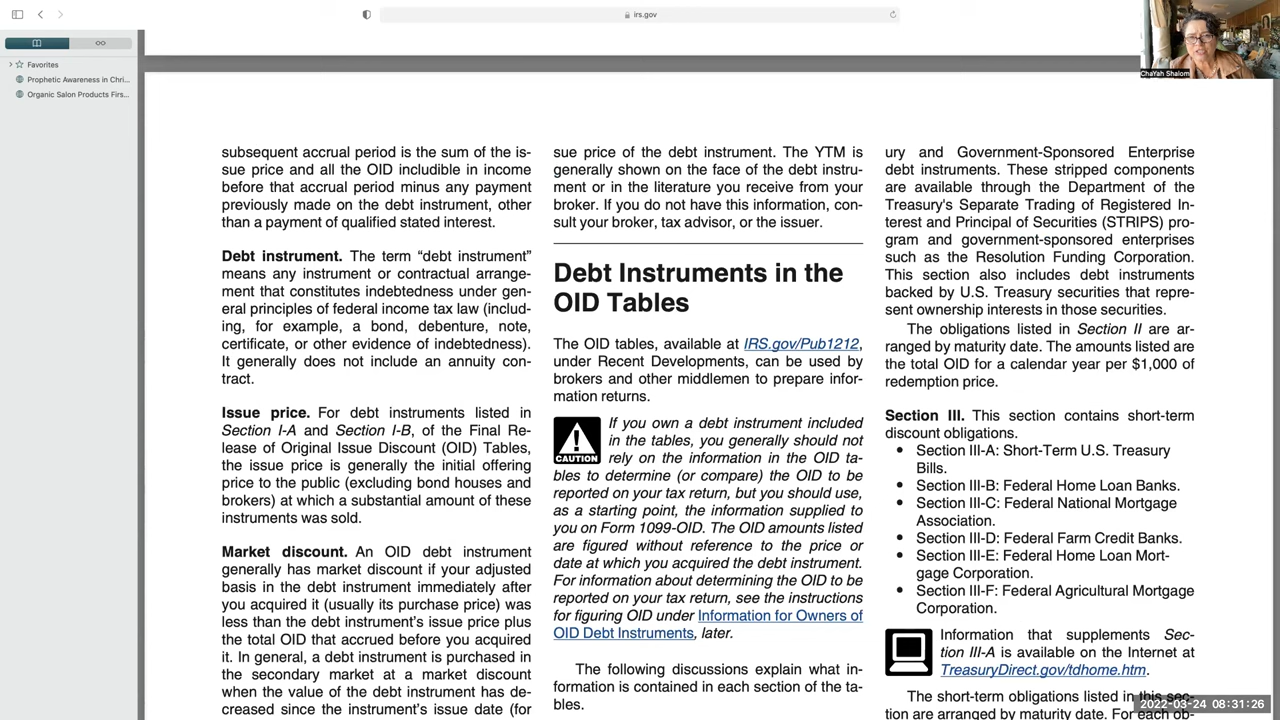 irs.gov
Favorites
Prophetic Awareness in Chri...
Organic Salon Products Firs...
ChaYah Shalom
subsequent accrual period is the sum of the is-
sue price and all the OID includible in income
before that accrual period minus any payment
previously made on the debt instrument, other
than a payment of qualified stated interest.
Debt instrument. The term “debt instrument”
means any instrument or contractual arrange-
ment that constitutes indebtedness under gen-
eral principles of federal income tax law (includ-
ing, for example, a bond, debenture, note,
certificate, or other evidence of indebtedness).
It generally does not include an annuity con-
tract.
Issue price. For debt instruments listed in
Section I-A and Section I-B, of the Final Re-
lease of Original Issue Discount (OID) Tables,
the issue price is generally the initial offering
price to the public (excluding bond houses and
brokers) at which a substantial amount of these
instruments was sold.
Market discount. An OID debt instrument
generally has market discount if your adjusted
basis in the debt instrument immediately after
you acquired it (usually its purchase price) was
less than the debt instrument’s issue price plus
the total OID that accrued before you acquired
it. In general, a debt instrument is purchased in
the secondary market at a market discount
when the value of the debt instrument has de-
creased since the instrument’s issue date (for
sue price of the debt instrument. The YTM is
generally shown on the face of the debt instru-
ment or in the literature you receive from your
broker. If you do not have this information, con-
sult your broker, tax advisor, or the issuer.
Debt Instruments in the
OID Tables
The OID tables, available at IRS.gov/Pub1212,
under Recent Developments, can be used by
brokers and other middlemen to prepare infor-
mation returns.
CAUTION
If you own a debt instrument included
in the tables, you generally should not
rely on the information in the OID ta-
bles to determine (or compare) the OID to be
reported on your tax return, but you should use,
as a starting point, the information supplied to
you on Form 1099-OID. The OID amounts listed
are figured without reference to the price or
date at which you acquired the debt instrument.
For information about determining the OID to be
reported on your tax return, see the instructions
for figuring OID under Information for Owners of
OID Debt Instruments, later.
The following discussions explain what in-
formation is contained in each section of the ta-
bles.
ury and Government-Sponsored Enterprise
debt instruments. These stripped components
are available through the Department of the
Treasury's Separate Trading of Registered In-
terest and Principal of Securities (STRIPS) pro-
gram and government-sponsored enterprises
such as the Resolution Funding Corporation.
This section also includes debt instruments
backed by U.S. Treasury securities that repre-
sent ownership interests in those securities.
The obligations listed in Section II are ar-
ranged by maturity date. The amounts listed are
the total OID for a calendar year per $1,000 of
redemption price.
Section III. This section contains short-term
discount obligations.
• Section III-A: Short-Term U.S. Treasury
Bills.
• Section III-B: Federal Home Loan Banks.
• Section III-C: Federal National Mortgage
Association.
• Section III-D: Federal Farm Credit Banks.
• Section III-E: Federal Home Loan Mort-
gage Corporation.
• Section III-F: Federal Agricultural Mortgage
Corporation.
Information that supplements Sec-
tion III-A is available on the Internet at
TreasuryDirect.gov/tdhome.htm.
The short-term obligations listed in this sec-
tion are arranged by maturity date. For each ob-
2022-03-24 08:31:26